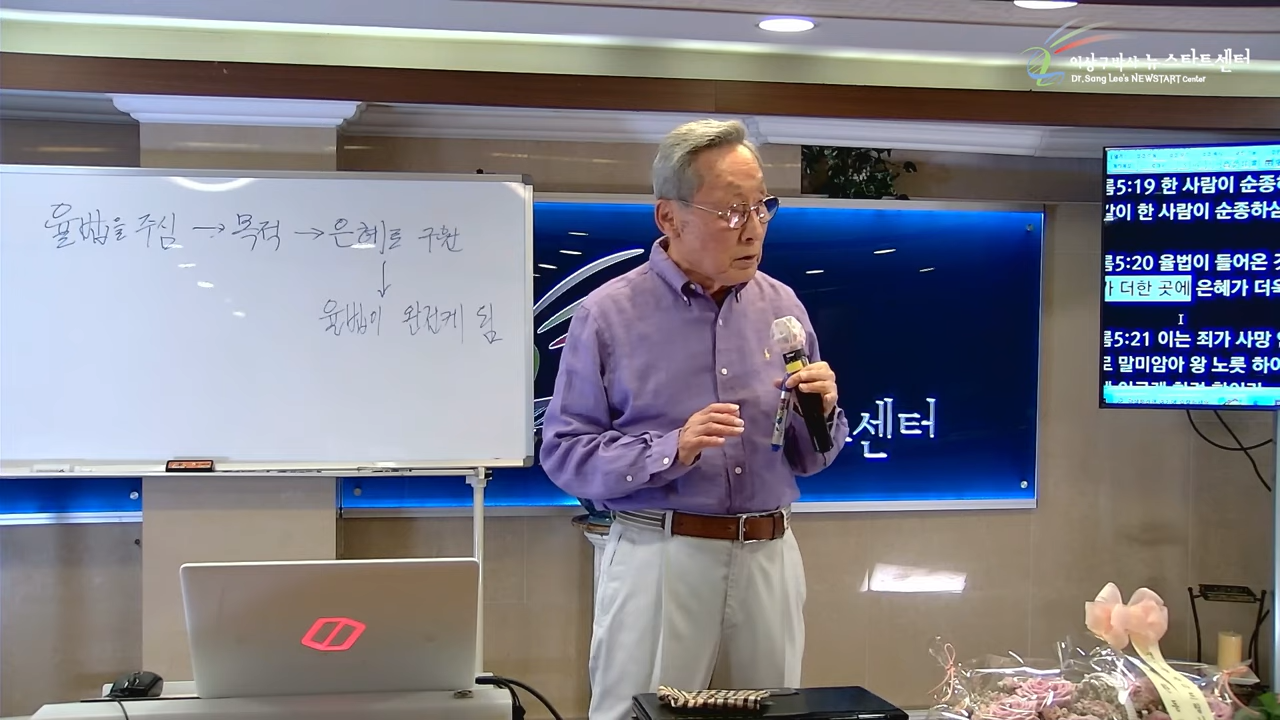 이상구박사 뉴스타트센터
Dr. Sang Lee's NEWSTART Center
율법을 주심 → 목적 → 은혜로 구원
↓
율법이 완전케 됨
롬5:19 한 사람이 순종하
같이 한 사람이 순종하심
롬5:20 율법이 들어온 것
가 더한 곳에 은혜가 더욱
롬5:21 이는 죄가 사망
로 말미암아 왕 노릇 하여
센터